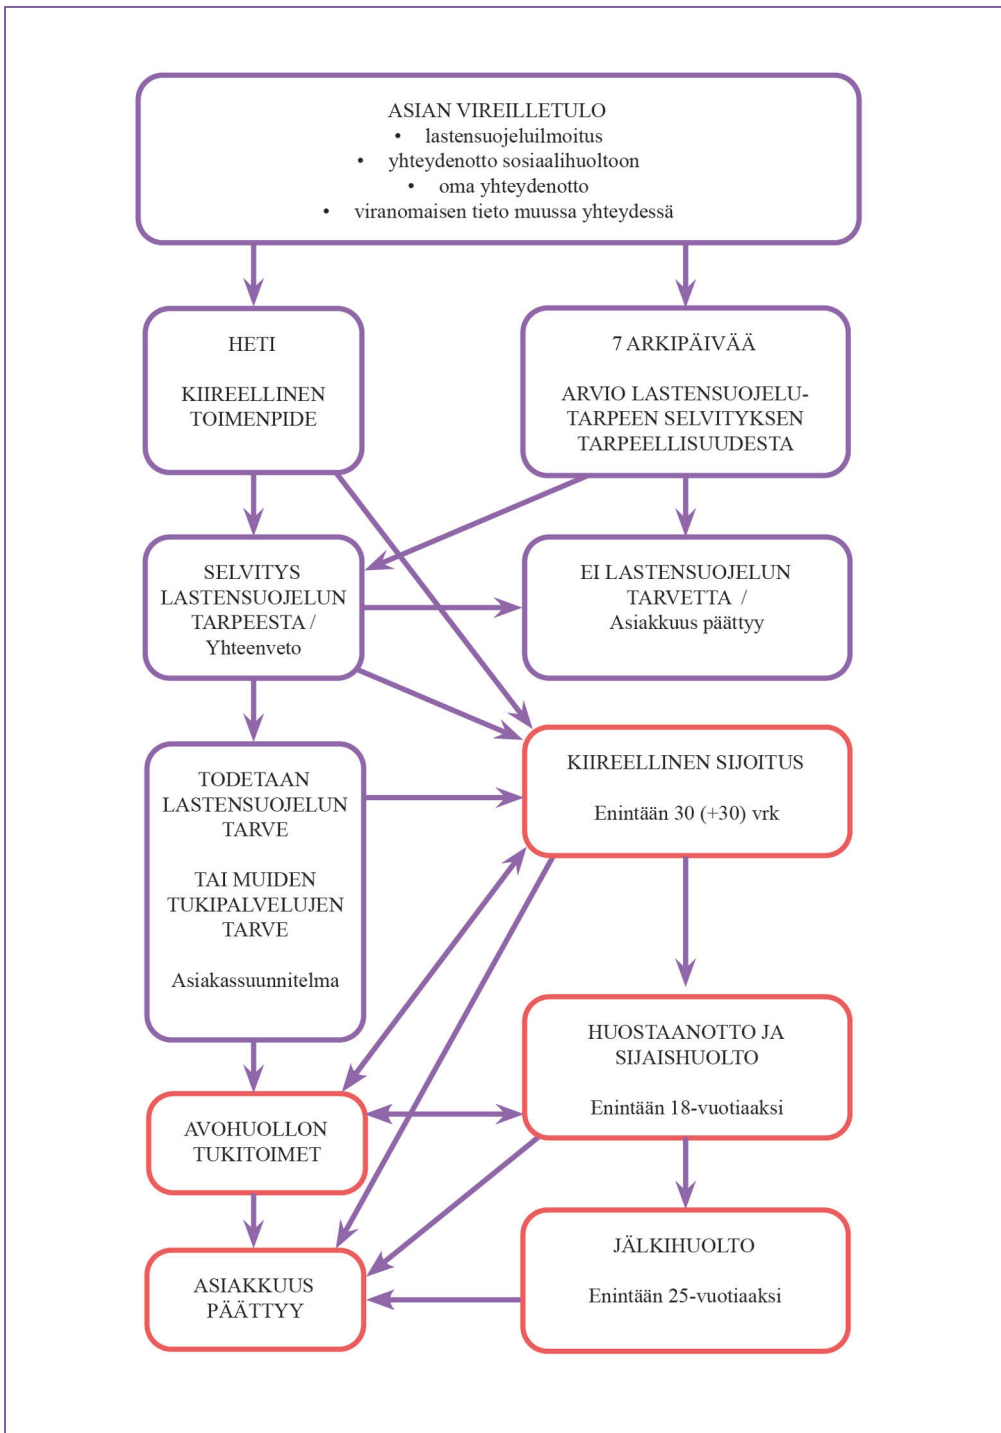 ASIAN VIREILLETULO
• lastensuojeluilmoitus
• yhteydenotto sosiaalihuoltoon
• oma yhteydenotto
• viranomaisen tieto muussa yhteydessä
HETI
KIIREELLINEN
TOIMENPIDE
7 ARKIPÄIVÄÄ
ARVIO LASTENSUOJELU-
TARPEEN SELVITYKSEN
TARPEELLISUUDESTA
SELVITYS
LASTENSUOJELUN
TARPEESTA /
Yhteenveto
EI LASTENSUOJELUN
TARVETTA /
Asiakkuus päättyy
TODETAAN
LASTENSUOJELUN
TARVE
TAI MUIDEN
TUKIPALVELUJEN
TARVE
Asiakassuunnitelma
KIIREELLINEN SIJOITUS
Enintään 30 (+30) vrk
HUOSTAANOTTO JA
SIJAISHUOLTO
Enintään 18-vuotiaaksi
AVOHUOLLON
TUKITOIMET
JÄLKIHUOLTO
Enintään 25-vuotiaaksi
ASIAKKUUS
PÄÄTTYY